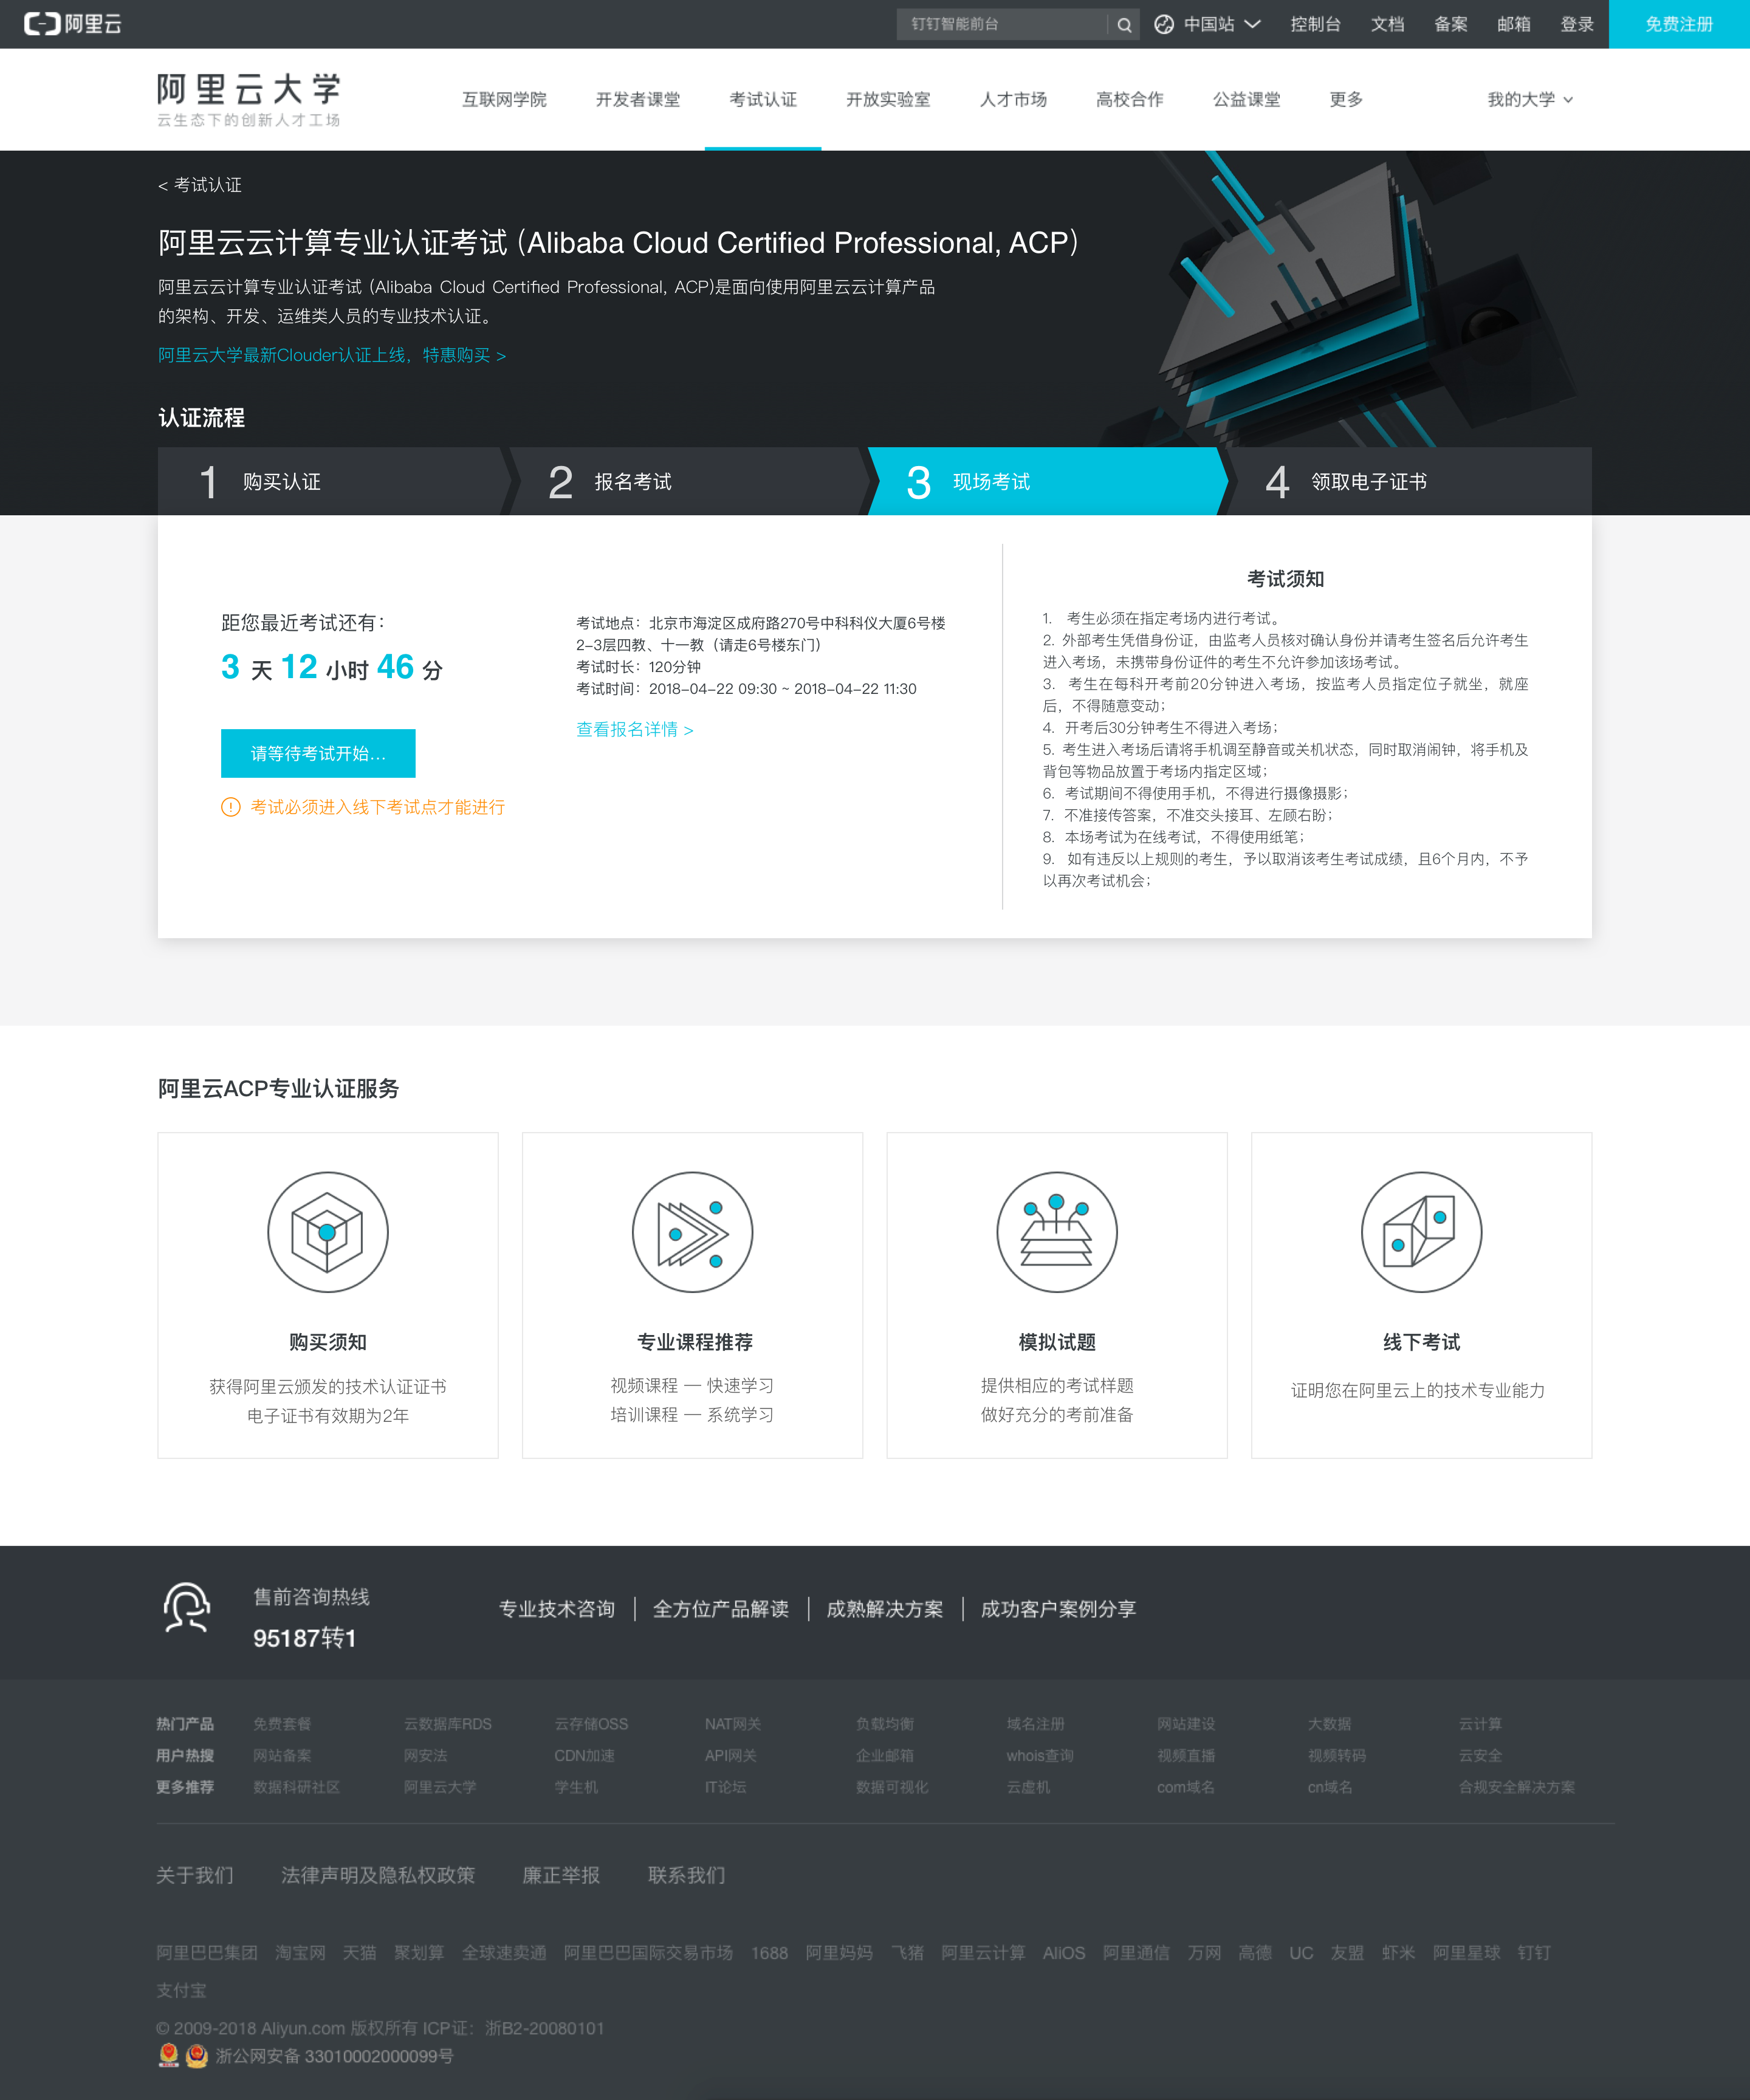 阿里云
钉钉智能前台
中国站
控制台
文档
备案
邮箱
登录
免费注册
阿里云大学
云生态下的创新人才工场
互联网学院
开发者课堂
考试认证
开放实验室
人才市场
高校合作
公益课堂
更多
我的大学
< 考试认证
阿里云云计算专业认证考试 (Alibaba Cloud Certified Professional, ACP)
阿里云云计算专业认证考试 (Alibaba Cloud Certified Professional, ACP)是面向使用阿里云云计算产品
的架构、开发、运维类人员的专业技术认证。
阿里云大学最新Clouder认证上线，特惠购买 >
认证流程
1 购买认证
2 报名考试
3 现场考试
4 领取电子证书
距您最近考试还有：
3 天 12 小时 46 分
请等待考试开始...
考试必须进入线下考试点才能进行
考试地点：北京市海淀区成府路270号中科科仪大厦6号楼
2-3层四教、十一教（请走6号楼东门）
考试时长：120分钟
考试时间：2018-04-22 09:30 ~ 2018-04-22 11:30
查看报名详情 >
考试须知
1. 考生必须在指定考场内进行考试。
2. 外部考生凭借身份证，由监考人员核对确认身份并请考生签名后允许考生
进入考场，未携带身份证件的考生不允许参加该场考试。
3. 考生在每科开考前20分钟进入考场，按监考人员指定位子就坐，就座
后，不得随意变动；
4. 开考后30分钟考生不得进入考场；
5. 考生进入考场后请将手机调至静音或关机状态，同时取消闹钟，将手机及
背包等物品放置于考场内指定区域；
6. 考试期间不得使用手机，不得进行摄像摄影；
7. 不准接传答案，不准交头接耳、左顾右盼；
8. 本场考试为在线考试，不得使用纸笔；
9. 如有违反以上规则的考生，予以取消该考生考试成绩，且6个月内，不予
以再次考试机会；
阿里云ACP专业认证服务
购买须知
获得阿里云颁发的技术认证证书
电子证书有效期为2年
专业课程推荐
视频课程 — 快速学习
培训课程 — 系统学习
模拟试题
提供相应的考试样题
做好充分的考前准备
线下考试
证明您在阿里云上的技术专业能力
售前咨询热线
95187转1
专业技术咨询 | 全方位产品解读 | 成熟解决方案 | 成功客户案例分享
热门产品 免费套餐 云数据库RDS 云存储OSS NAT网关 负载均衡 域名注册 网站建设 大数据 云计算
用户热搜 网站备案 网安法 CDN加速 API网关 企业邮箱 whois查询 视频直播 视频转码 云安全
更多推荐 数据科研社区 阿里云大学 学生机 IT论坛 数据可视化 云虚机 com域名 cn域名 合规安全解决方案
关于我们 法律声明及隐私权政策 廉正举报 联系我们
阿里巴巴集团 淘宝网 天猫 聚划算 全球速卖通 阿里巴巴国际交易市场 1688 阿里妈妈 飞猪 阿里云计算 AliOS 阿里通信 万网 高德 UC 友盟 虾米 阿里星球 钉钉
支付宝
© 2009-2018 Aliyun.com 版权所有 ICP证：浙B2-20080101
浙公网安备 33010002000099号